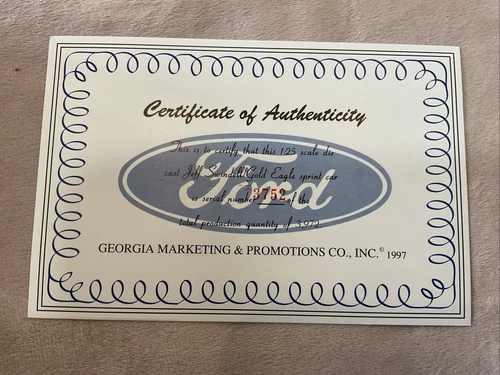 Certificate of Authenticity
This is to certify that this 1:25 scale die
cast Jeff Swindell/Gold Eagle sprint car
is serial number 3752 of the
total production quantity of 3,972
Ford
GEORGIA MARKETING & PROMOTIONS CO., INC.© 1997